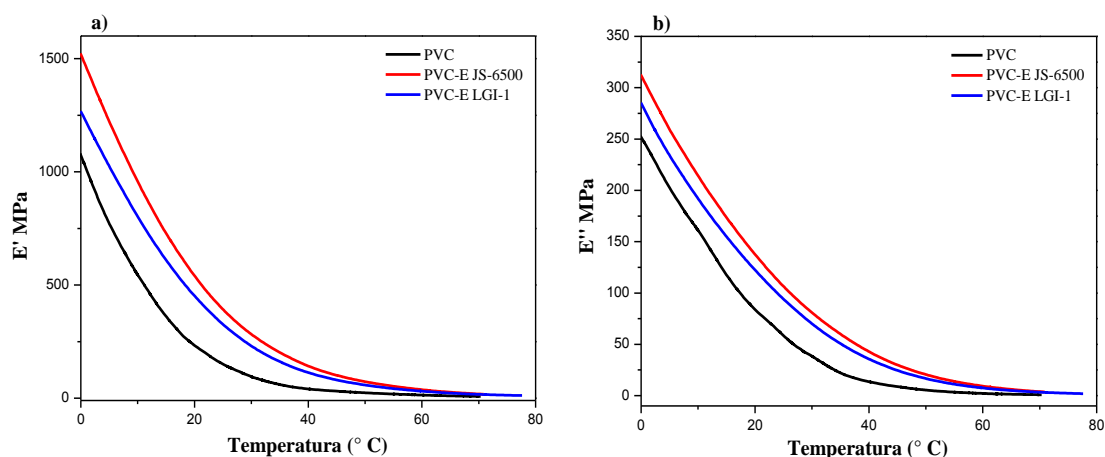 a)
PVC
PVC-E JS-6500
PVC-E LGI-1
1500
1000
500
0
E' MPa
0 20 40 60 80
Temperatura (° C)
b)
PVC
PVC-E JS-6500
PVC-E LGI-1
350
300
250
200
150
100
50
0
E'' MPa
0 20 40 60 80
Temperatura (° C)